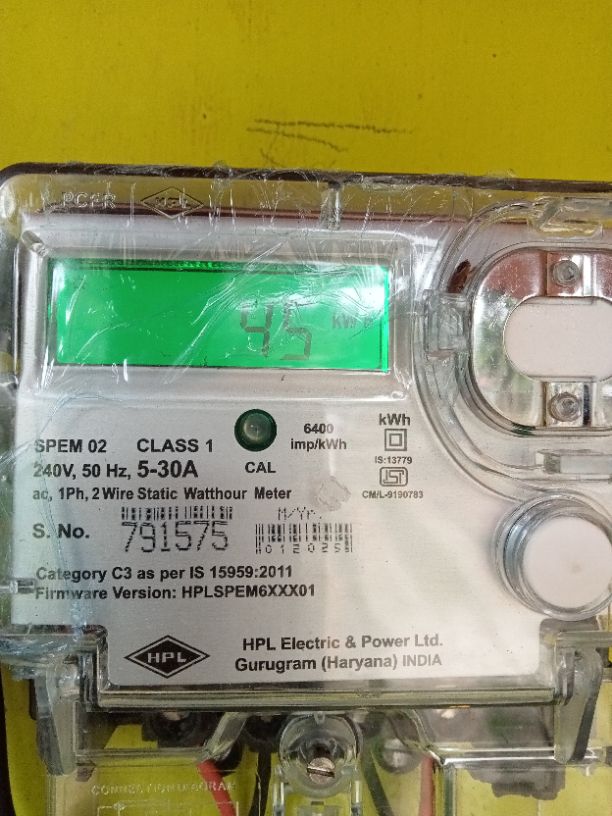 HPL
45 kWh
6400
imp/kWh
kWh
CAL
IS:13779
CM/L-9190783
SPEM 02 CLASS 1
240V, 50 Hz, 5-30A
ac, 1Ph, 2 Wire Static Watthour Meter
M/Yr.
S. No. 791575
012025
Category C3 as per IS 15959:2011
Firmware Version: HPLSPEM6XXX01
HPL
HPL Electric & Power Ltd.
Gurugram (Haryana) INDIA
CONNECTION DIAGRAM